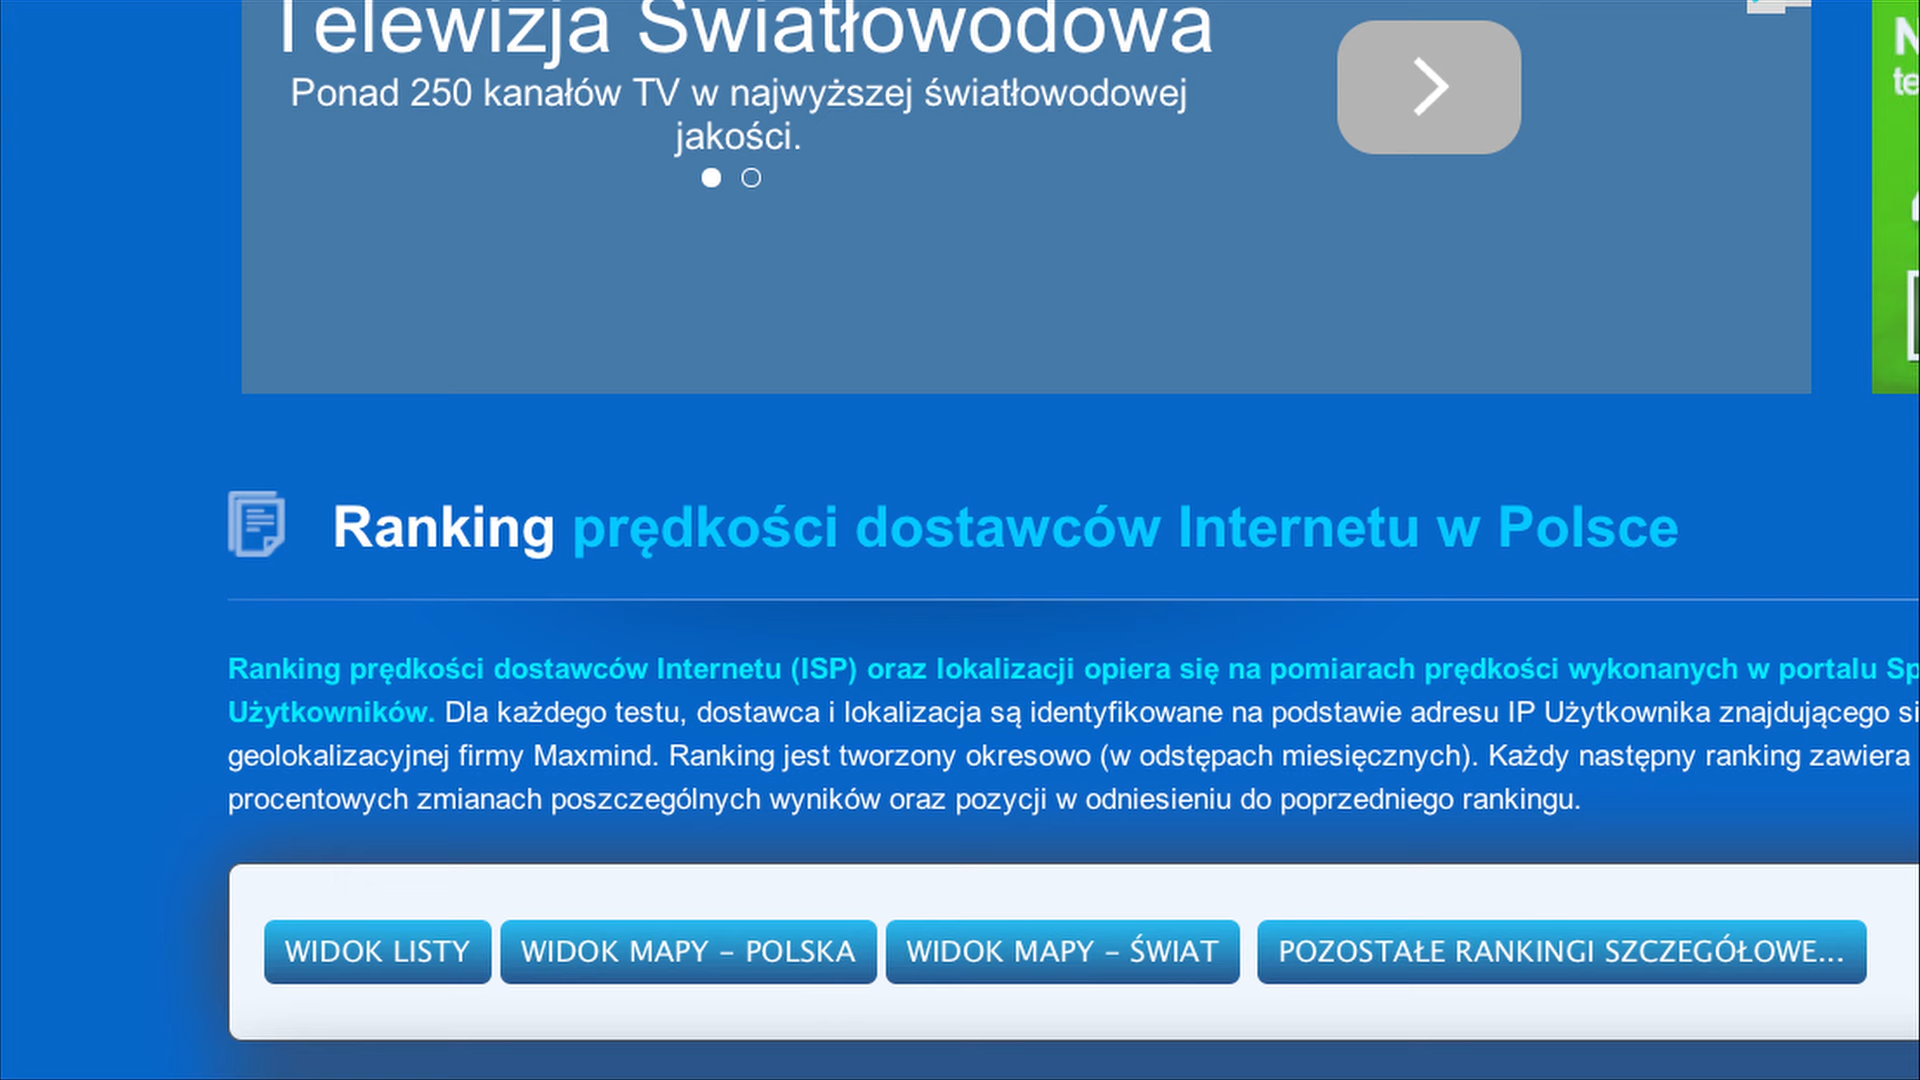 Telewizja Światłowodowa
Ponad 250 kanałów TV w najwyższej światłowodowej
jakości.
Ranking prędkości dostawców Internetu w Polsce
Ranking prędkości dostawców Internetu (ISP) oraz lokalizacji opiera się na pomiarach prędkości wykonanych w portalu
Użytkowników. Dla każdego testu, dostawca i lokalizacja są identyfikowane na podstawie adresu IP Użytkownika znajdującego
geolokalizacyjnej firmy Maxmind. Ranking jest tworzony okresowo (w odstępach miesięcznych). Każdy następny ranking zawiera
procentowych zmianach poszczególnych wyników oraz pozycji w odniesieniu do poprzedniego rankingu.
WIDOK LISTY WIDOK MAPY – POLSKA WIDOK MAPY – ŚWIAT POZOSTAŁE RANKINGI SZCZEGÓŁOWE...